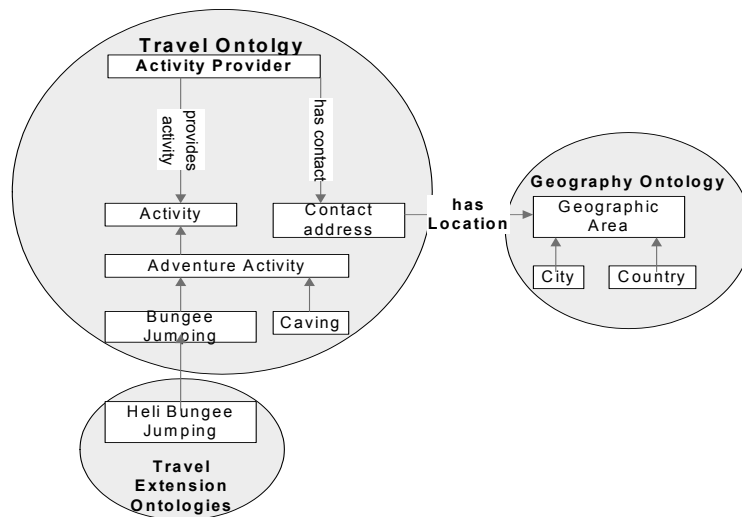 Travel Ontolgy
Activity Provider
provides
activity
has contact
Activity
Contact
address
has
Location
Geography Ontology
Geographic
Area
City
Country
Adventure Activity
Bungee
Jumping
Caving
Heli Bungee
Jumping
Travel
Extension
Ontologies